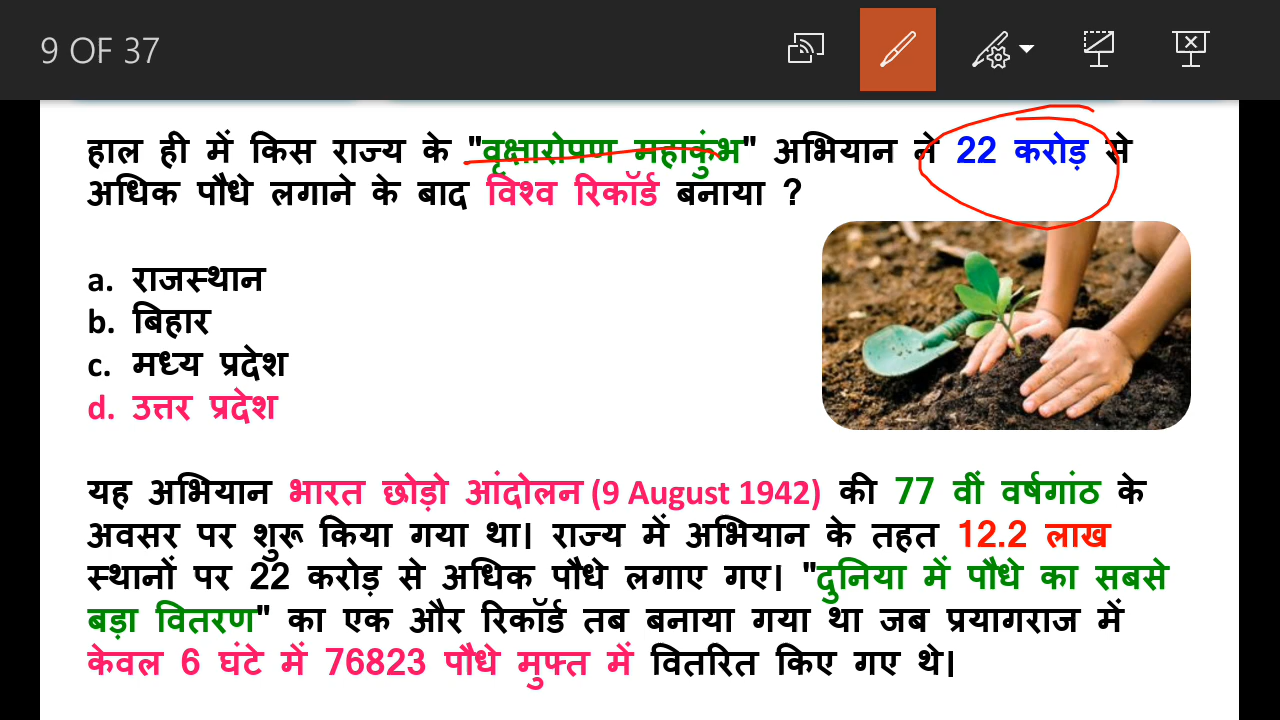 9 OF 37
हाल ही में किस राज्य के "वृक्षारोपण महाकुंभ" अभियान ने 22 करोड़ से
अधिक पौधे लगाने के बाद विश्व रिकॉर्ड बनाया ?
a. राजस्थान
b. बिहार
c. मध्य प्रदेश
d. उत्तर प्रदेश
यह अभियान भारत छोड़ो आंदोलन (9 August 1942) की 77 वीं वर्षगांठ के
अवसर पर शुरू किया गया था। राज्य में अभियान के तहत 12.2 लाख
स्थानों पर 22 करोड़ से अधिक पौधे लगाए गए। "दुनिया में पौधे का सबसे
बड़ा वितरण" का एक और रिकॉर्ड तब बनाया गया था जब प्रयागराज में
केवल 6 घंटे में 76823 पौधे मुफ्त में वितरित किए गए थे।